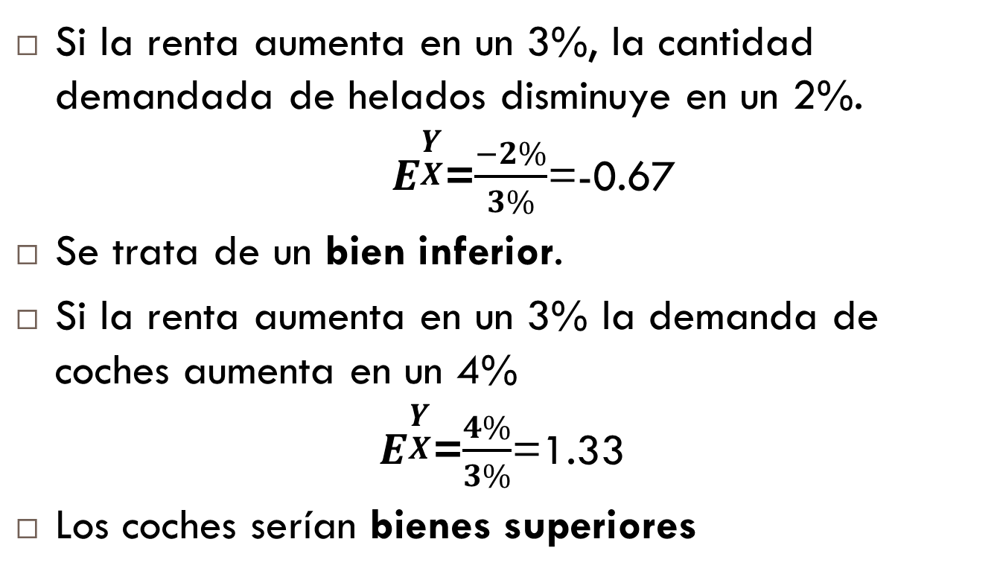 Si la renta aumenta en un 3%, la cantidad
demandada de helados disminuye en un 2%.
E_X^Y = −2%/3% = -0.67
Se trata de un bien inferior.
Si la renta aumenta en un 3% la demanda de
coches aumenta en un 4%
E_X^Y = 4%/3% = 1.33
Los coches serían bienes superiores